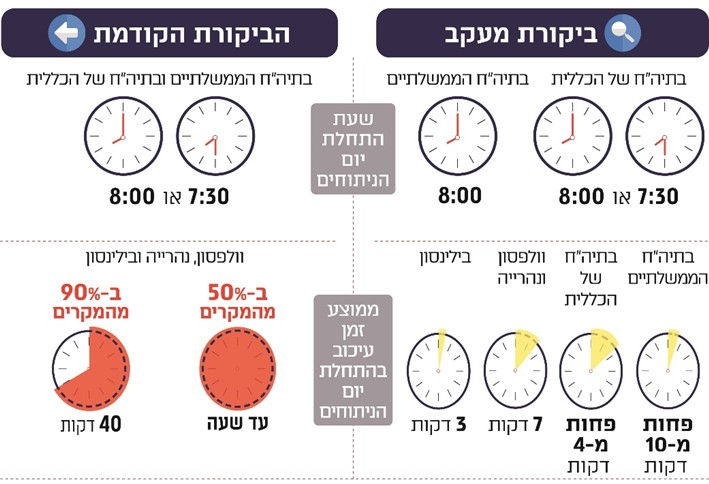 ביקורת מעקב
הביקורת הקודמת
בתיה"ח של הכללית
בתיה"ח הממשלתיים
בתיה"ח הממשלתיים ובתיה"ח של הכללית
שעת
התחלת
יום
הניתוחים
7:30 או 8:00
8:00
7:30 או 8:00
בתיה"ח
הממשלתיים
בתיה"ח
של
הכללית
וולפסון
ונהרייה
בילינסון
וולפסון, נהרייה ובילינסון
ממוצע
זמן
עיכוב
בהתחלת
יום
הניתוחים
ב-50%
מהמקרים
ב-90%
מהמקרים
פחות
מ-10
דקות
פחות
מ-4
דקות
7 דקות
3 דקות
עד שעה
40 דקות